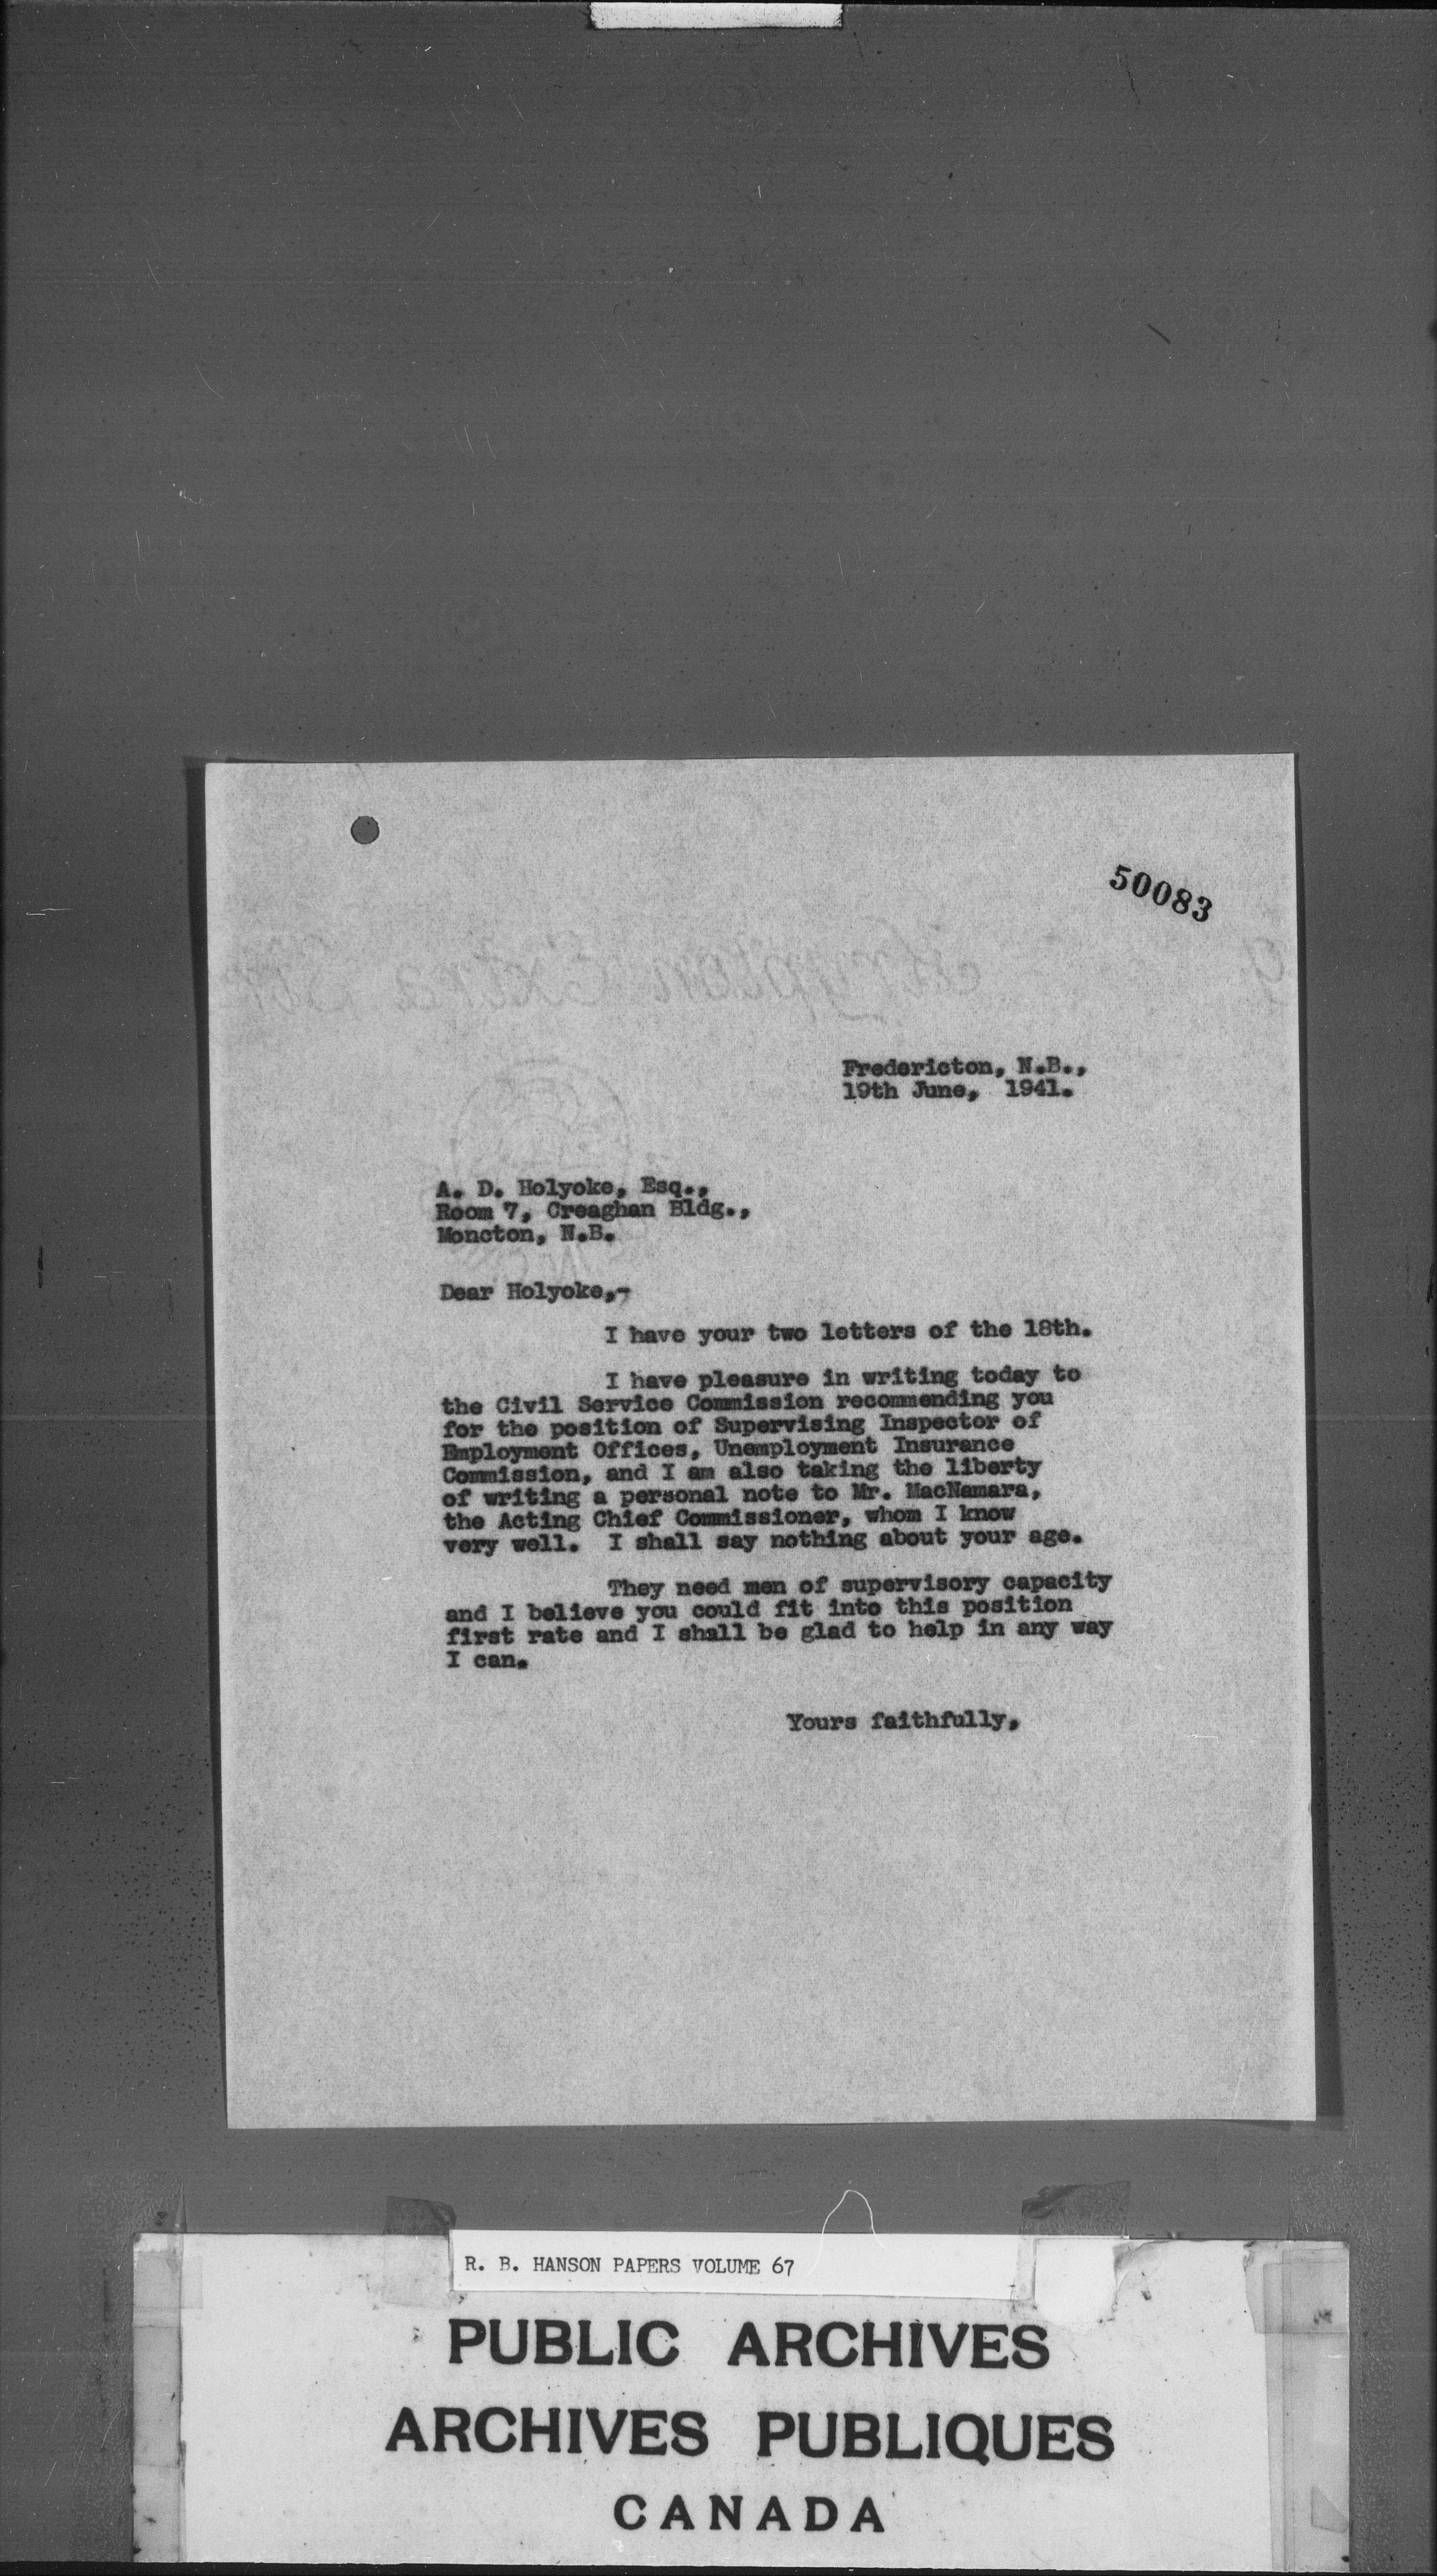 50083
Fredericton, N.B.,
19th June, 1941.
A. D. Holyoke, Esq.,
Room 7, Creaghan Bldg.,
Moncton, N.B.
Dear Holyoke,-
I have your two letters of the 18th.
I have pleasure in writing today to
the Civil Service Commission recommending you
for the position of Supervising Inspector of
Employment Offices, Unemployment Insurance
Commission, and I am also taking the liberty
of writing a personal note to Mr. MacNamara,
the Acting Chief Commissioner, whom I know
very well. I shall say nothing about your age.
They need men of supervisory capacity
and I believe you could fit into this position
first rate and I shall be glad to help in any way
I can.
Yours faithfully,
R. B. HANSON PAPERS VOLUME 67
PUBLIC ARCHIVES
ARCHIVES PUBLIQUES
CANADA